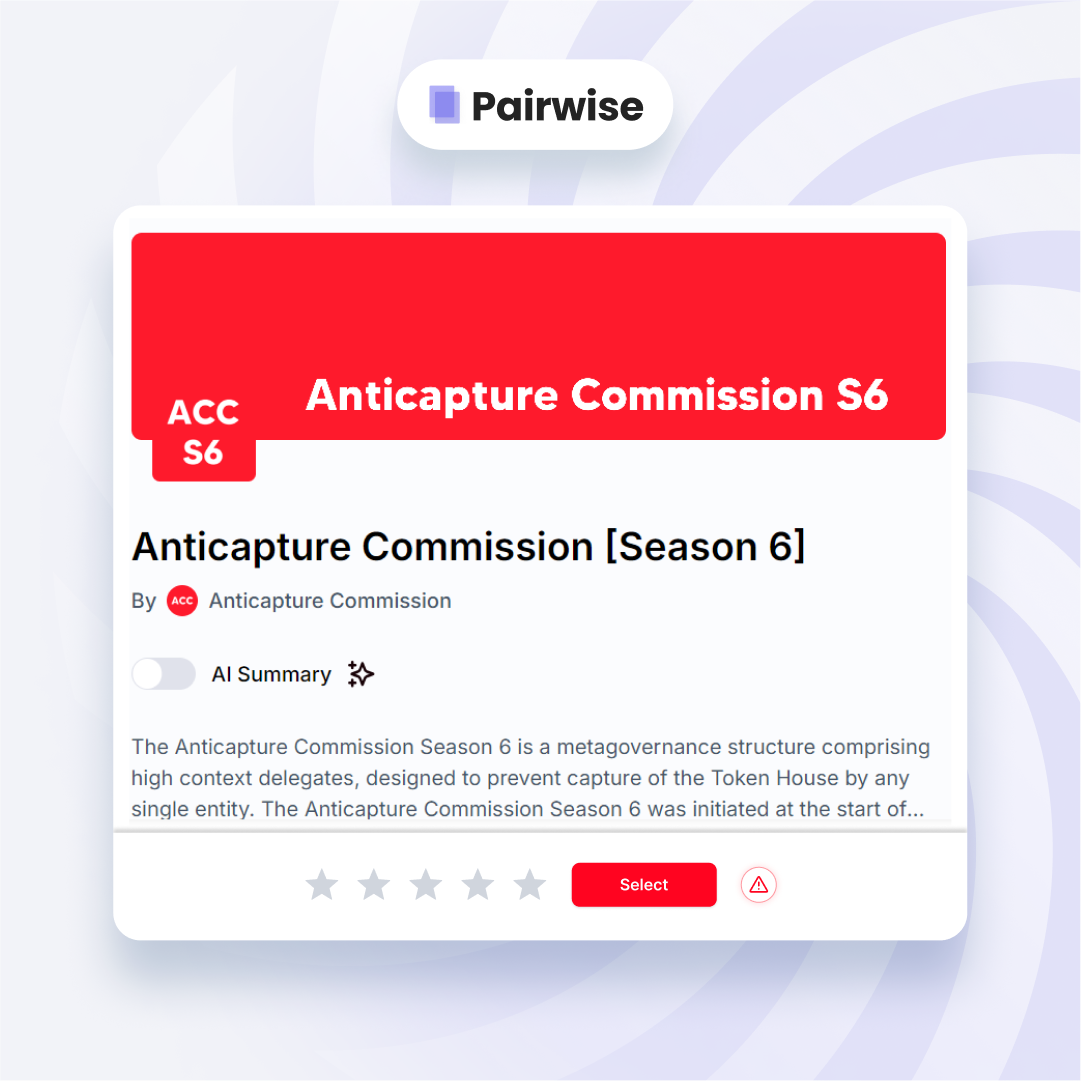 Pairwise
Anticapture Commission S6
ACC
S6
Anticapture Commission [Season 6]
By ACC Anticapture Commission
AI Summary
The Anticapture Commission Season 6 is a metagovernance structure comprising
high context delegates, designed to prevent capture of the Token House by any
single entity. The Anticapture Commission Season 6 was initiated at the start of...
Select